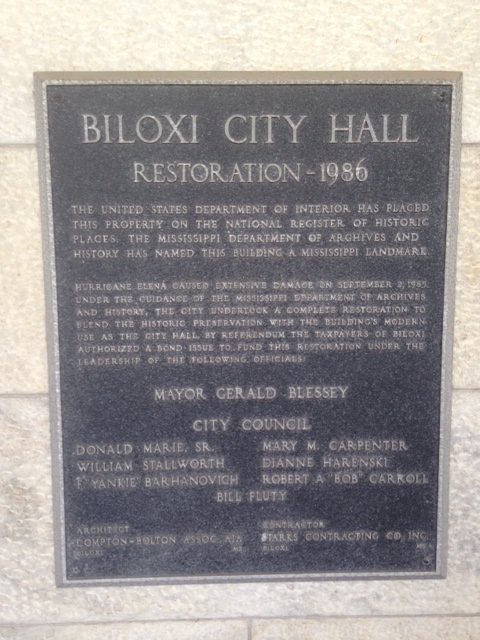 BILOXI CITY HALL
RESTORATION - 1986
THE UNITED STATES DEPARTMENT OF INTERIOR HAS PLACED
THIS PROPERTY ON THE NATIONAL REGISTER OF HISTORIC
PLACES. THE MISSISSIPPI DEPARTMENT OF ARCHIVES AND
HISTORY HAS NAMED THIS BUILDING A MISSISSIPPI LANDMARK.
HURRICANE ELENA CAUSED EXTENSIVE DAMAGE ON SEPTEMBER 2, 1985.
UNDER THE GUIDANCE OF THE MISSISSIPPI DEPARTMENT OF ARCHIVES
AND HISTORY, THE CITY UNDERTOOK A COMPLETE RESTORATION TO
BLEND THE HISTORIC PRESERVATION WITH THE BUILDING'S MODERN
USE AS THE CITY HALL. BY REFERENDUM THE TAXPAYERS OF BILOXI
AUTHORIZED A BOND ISSUE TO FUND THIS RESTORATION UNDER THE
LEADERSHIP OF THE FOLLOWING OFFICIALS:
MAYOR GERALD BLESSEY
CITY COUNCIL
DONALD MARIE, SR. MARY M. CARPENTER
WILLIAM STALLWORTH DIANNE HARENSKI
F. YANKIE BARHANOVICH ROBERT A "BOB" CARROLL
BILL FLUTY
ARCHITECT CONTRACTOR
COMPTON-BOLTON ASSOC. AIA STARKS CONTRACTING CO INC.
BILOXI MS BILOXI MS